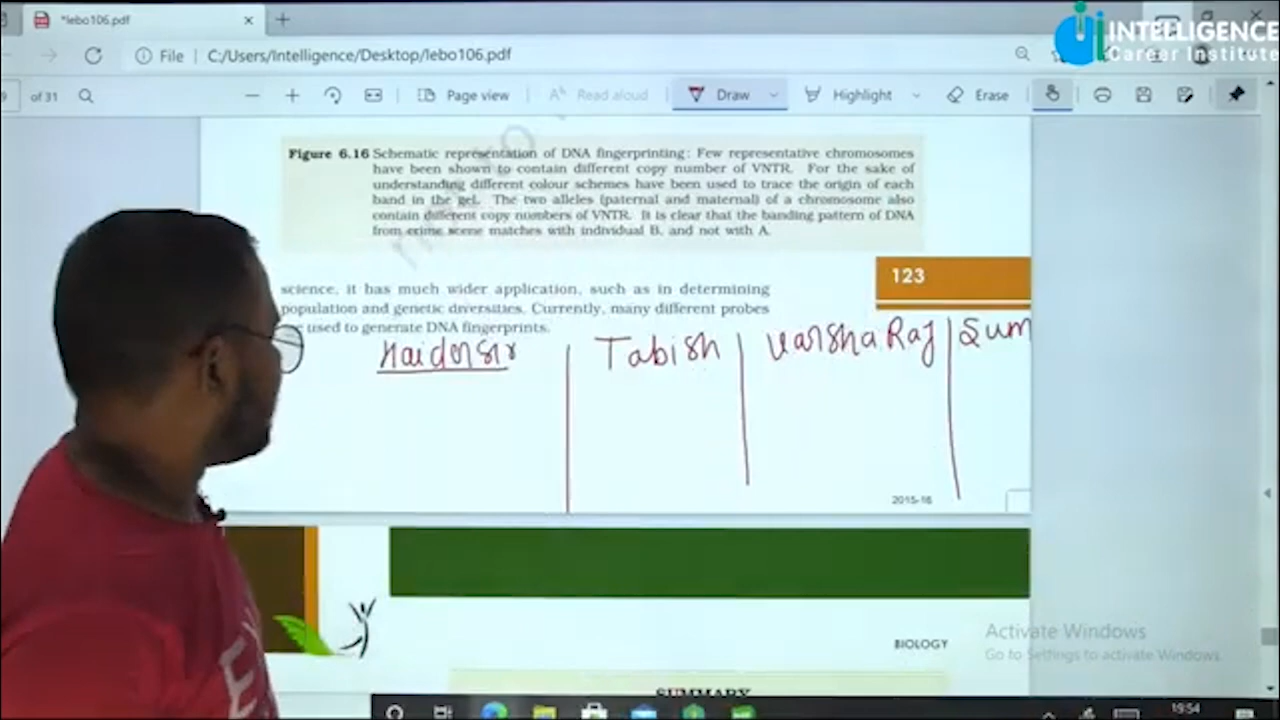 *lebo106.pdf
INTELLIGENCE
Career Institute
File C:/Users/Intelligence/Desktop/lebo106.pdf
9 of 31 Page view Draw Read aloud Highlight Erase
Figure 6.16 Schematic representation of DNA fingerprinting: Few representative chromosomes
have been shown to contain different copy number of VNTR. For the sake of
understanding different colour schemes have been used to trace the origin of each
band in the gel. The two alleles (paternal and maternal) of a chromosome also
contain different copy numbers of VNTR. It is clear that the banding pattern of DNA
from crime scene matches with individual B, and not with A.
123
science, it has much wider application, such as in determining
population and genetic diversities. Currently, many different probes
used to generate DNA fingerprints.
Haider Sir Tabish Varsha Raj Sum
2015-16
BIOLOGY
Activate Windows
Go to Settings to activate Windows.
SUMMARY
19:54